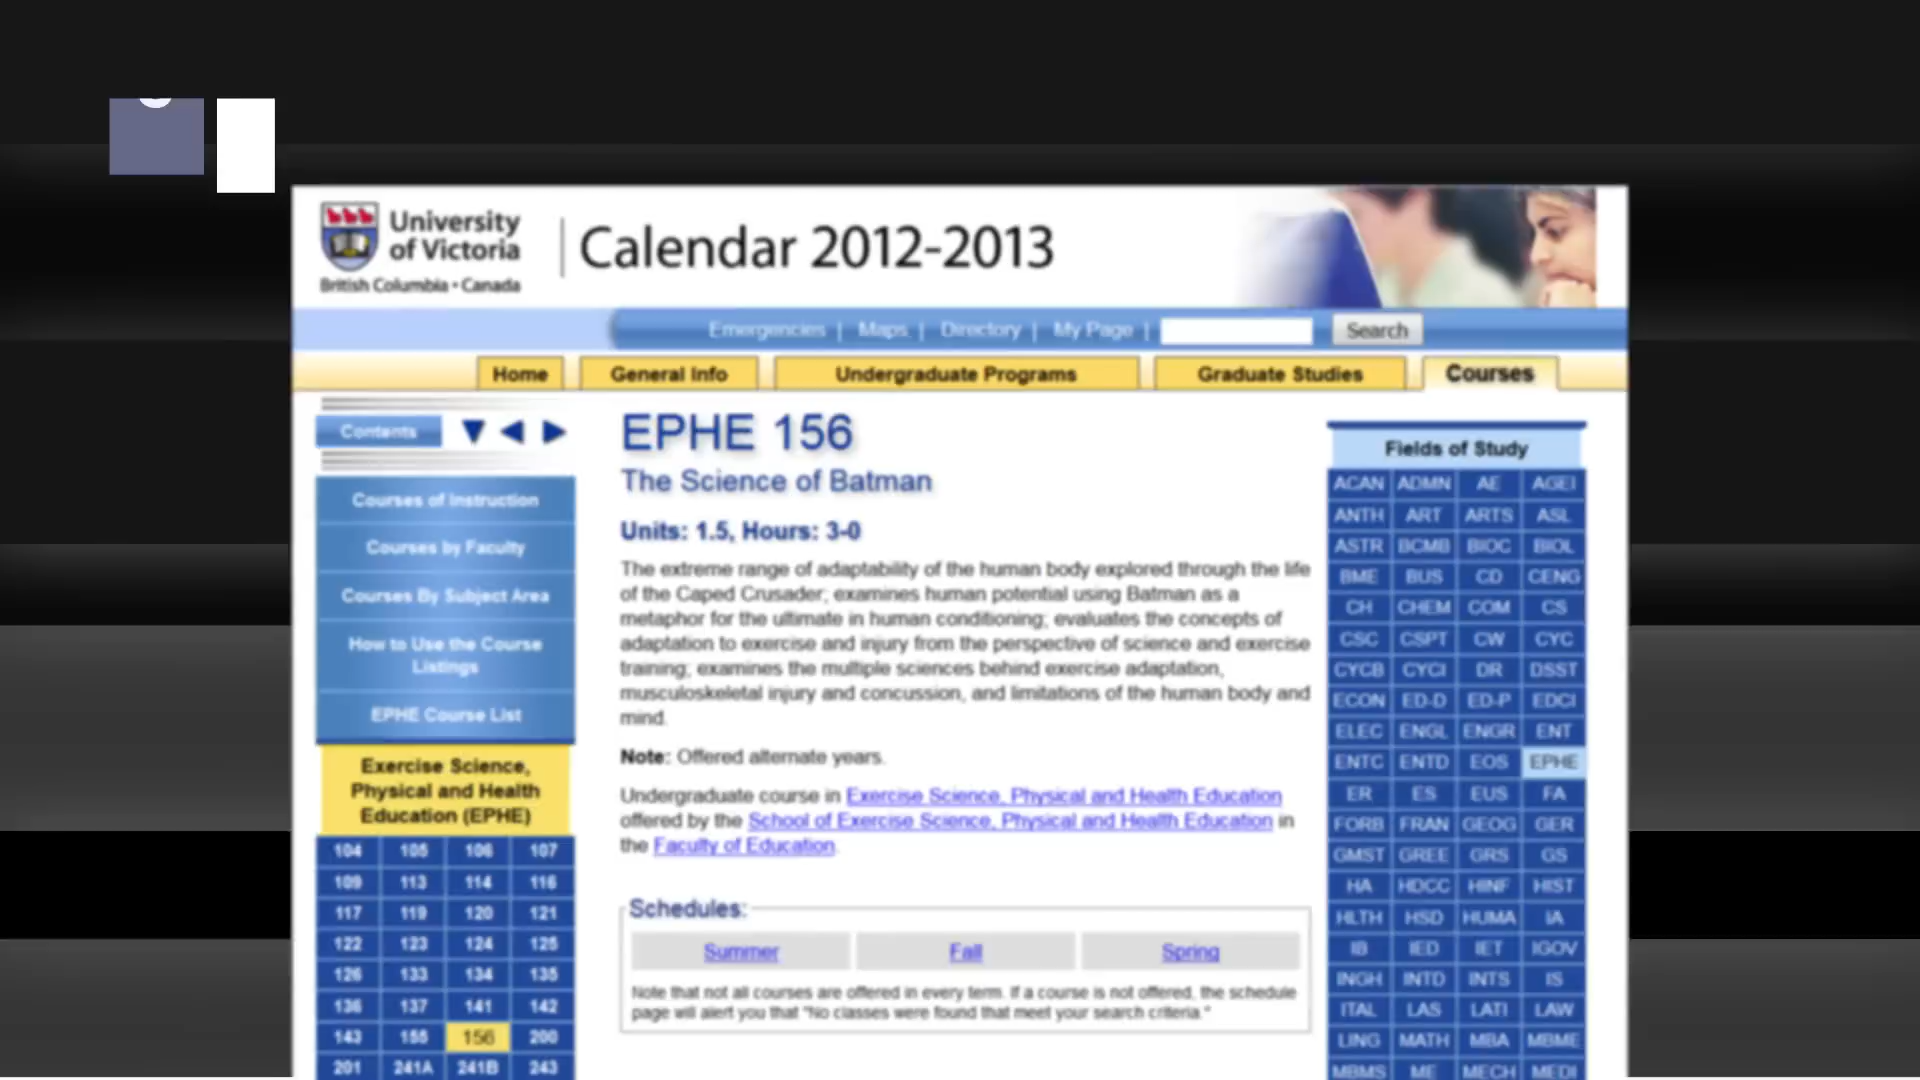 University
of Victoria
British Columbia • Canada
Calendar 2012-2013
Emergencies | Maps | Directory | My Page |
Search
Home
General Info
Undergraduate Programs
Graduate Studies
Courses
Contents
Courses of Instruction
Courses by Faculty
Courses By Subject Area
How to Use the Course
Listings
EPHE Course List
Exercise Science,
Physical and Health
Education (EPHE)
104 105 106 107
109 113 114 116
117 119 120 121
122 123 124 125
126 133 134 135
136 137 141 142
143 155 156 200
201 241A 241B 243
EPHE 156
The Science of Batman
Units: 1.5, Hours: 3-0
The extreme range of adaptability of the human body explored through the life
of the Caped Crusader; examines human potential using Batman as a
metaphor for the ultimate in human conditioning; evaluates the concepts of
adaptation to exercise and injury from the perspective of science and exercise
training; examines the multiple sciences behind exercise adaptation,
musculoskeletal injury and concussion, and limitations of the human body and
mind.
Note: Offered alternate years.
Undergraduate course in Exercise Science, Physical and Health Education
offered by the School of Exercise Science, Physical and Health Education in
the Faculty of Education.
Schedules:
Summer
Fall
Spring
Note that not all courses are offered in every term. If a course is not offered, the schedule
page will alert you that "No classes were found that meet your search criteria."
Fields of Study
ACAN ADMN AE AGEI
ANTH ART ARTS ASL
ASTR BCMB BIOC BIOL
BME BUS CD CENG
CH CHEM COM CS
CSC CSPT CW CYC
CYCB CYCI DR DSST
ECON ED-D ED-P EDCI
ELEC ENGL ENGR ENT
ENTC ENTD EOS EPHE
ER ES EUS FA
FORB FRAN GEOG GER
GMST GREE GRS GS
HA HDCC HINF HIST
HLTH HSD HUMA IA
IB IED IET IGOV
INGH INTD INTS IS
ITAL LAS LATI LAW
LING MATH MBA MBME
MBMS ME MECH MEDI